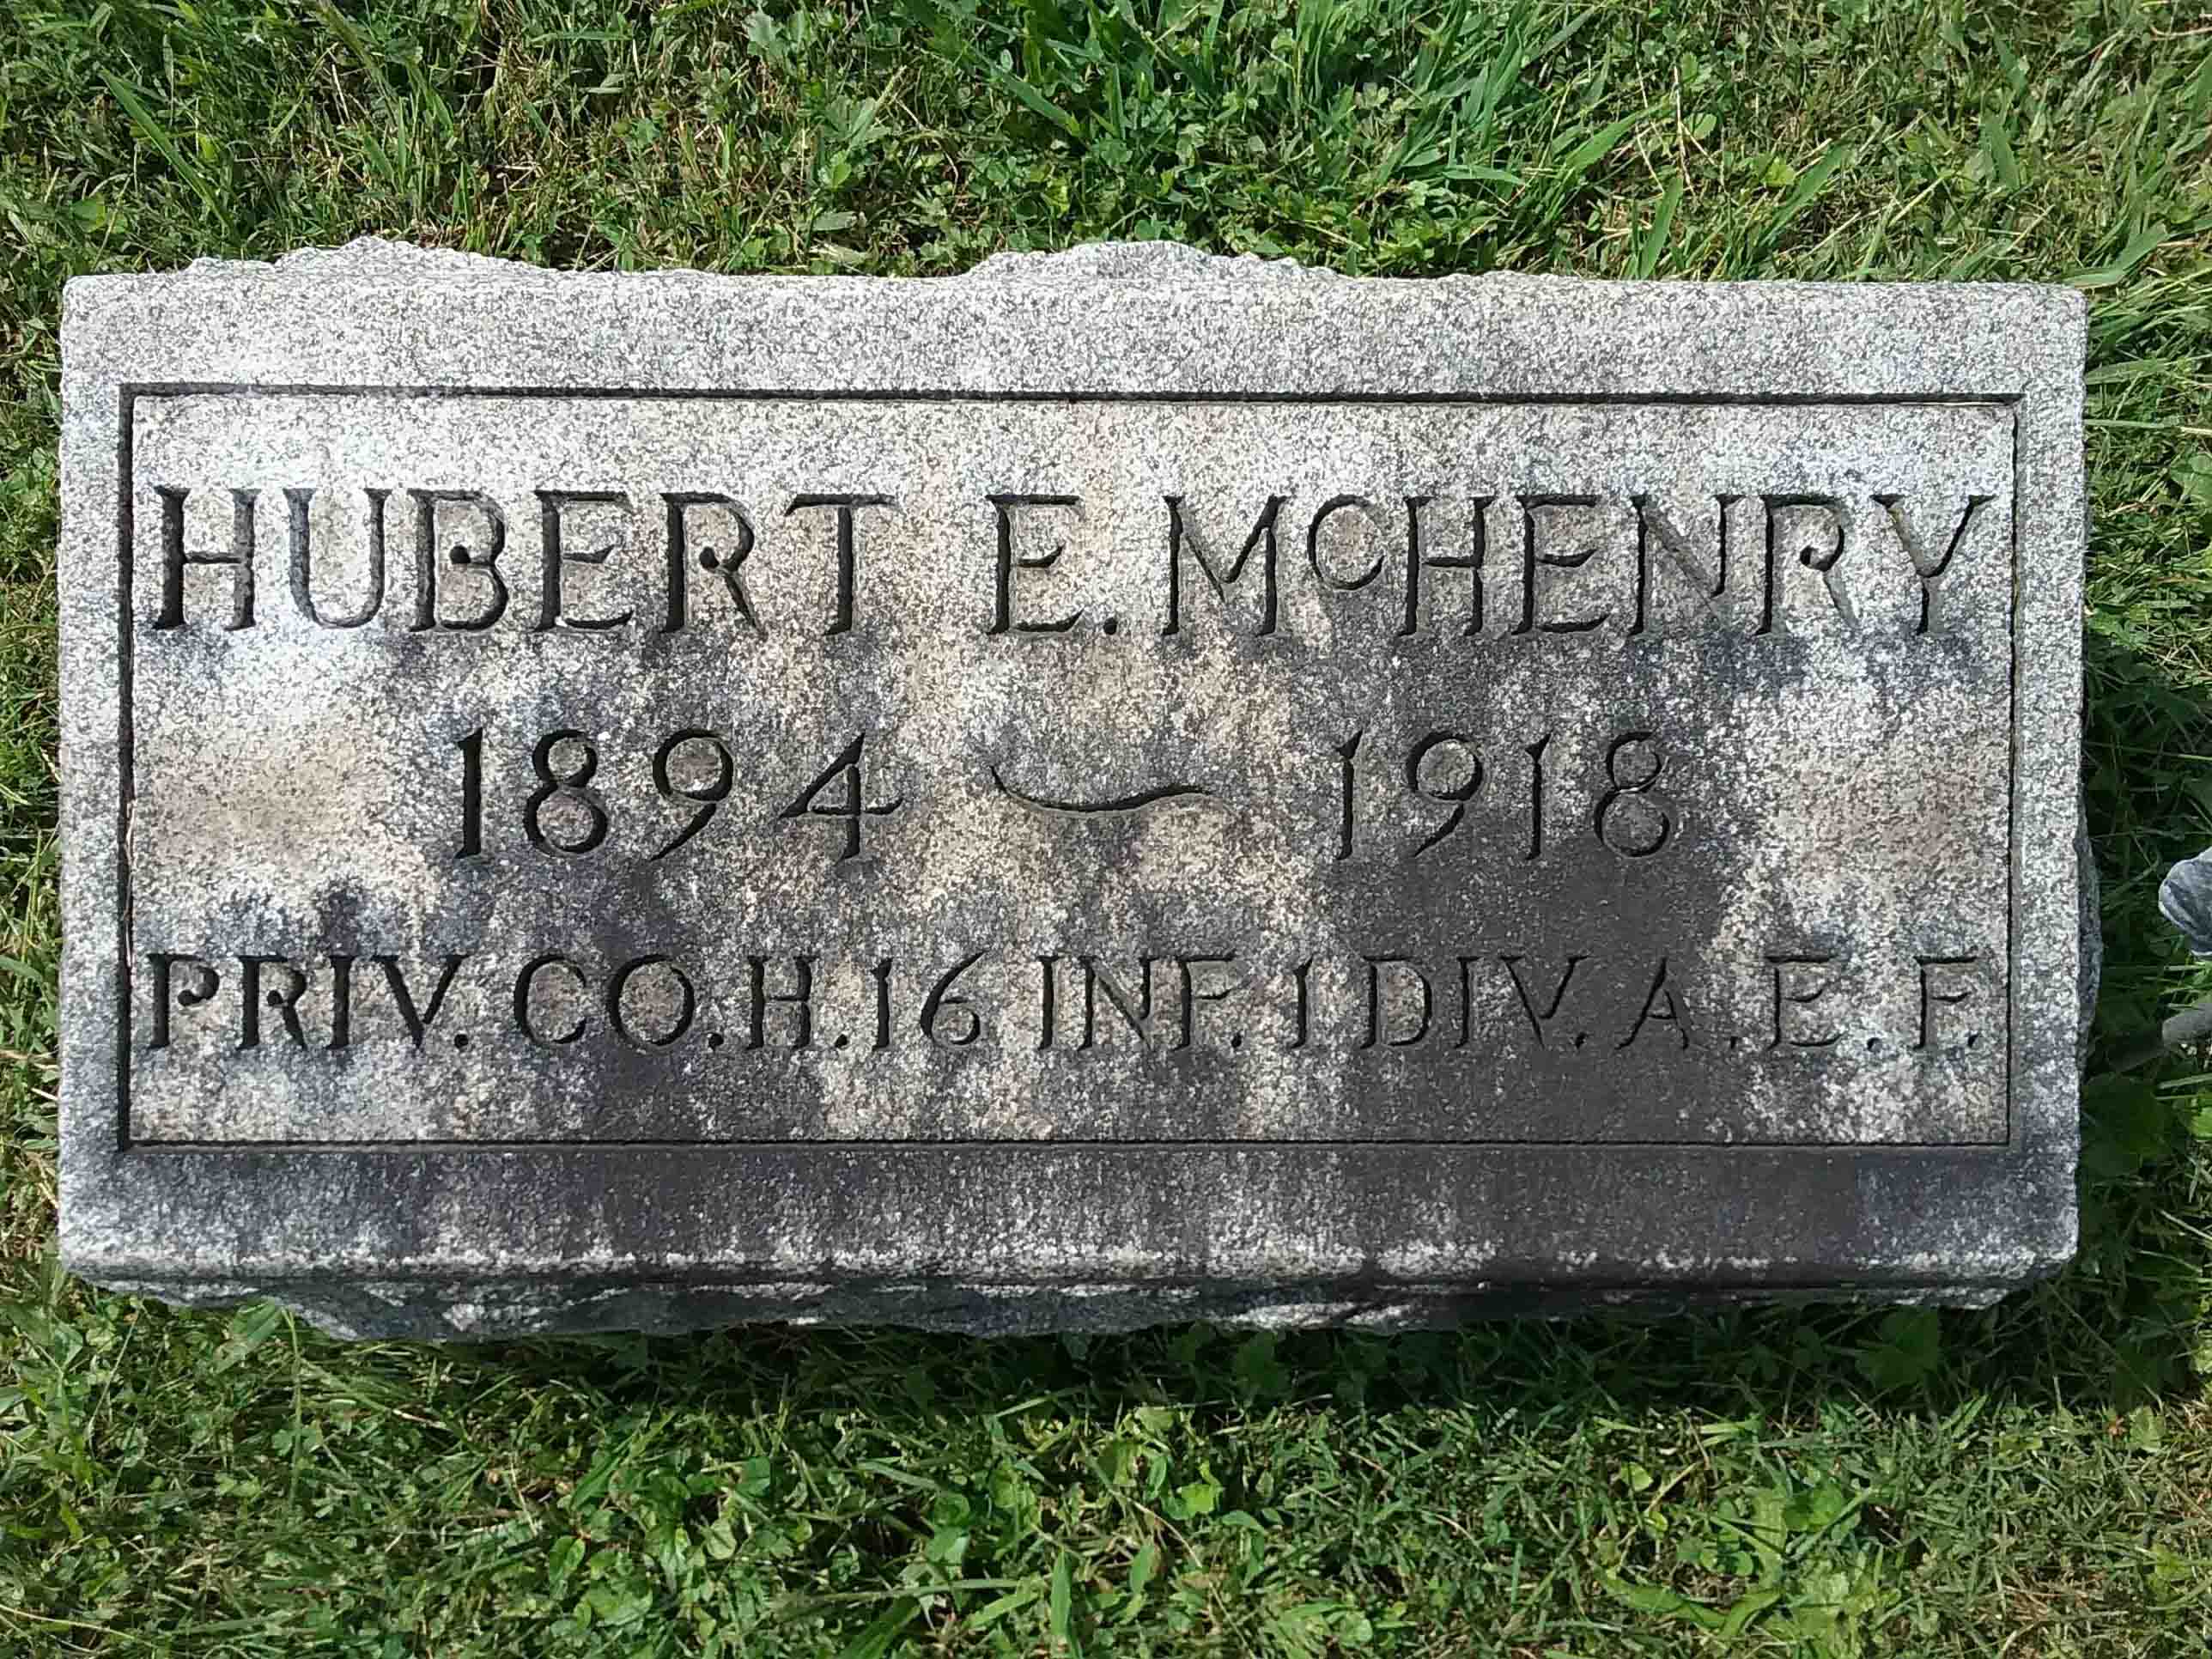 HUBERT E. McHENRY
1894 ~ 1918
PRIV. CO. H. 16 INF. 1 DIV. A. E. F.